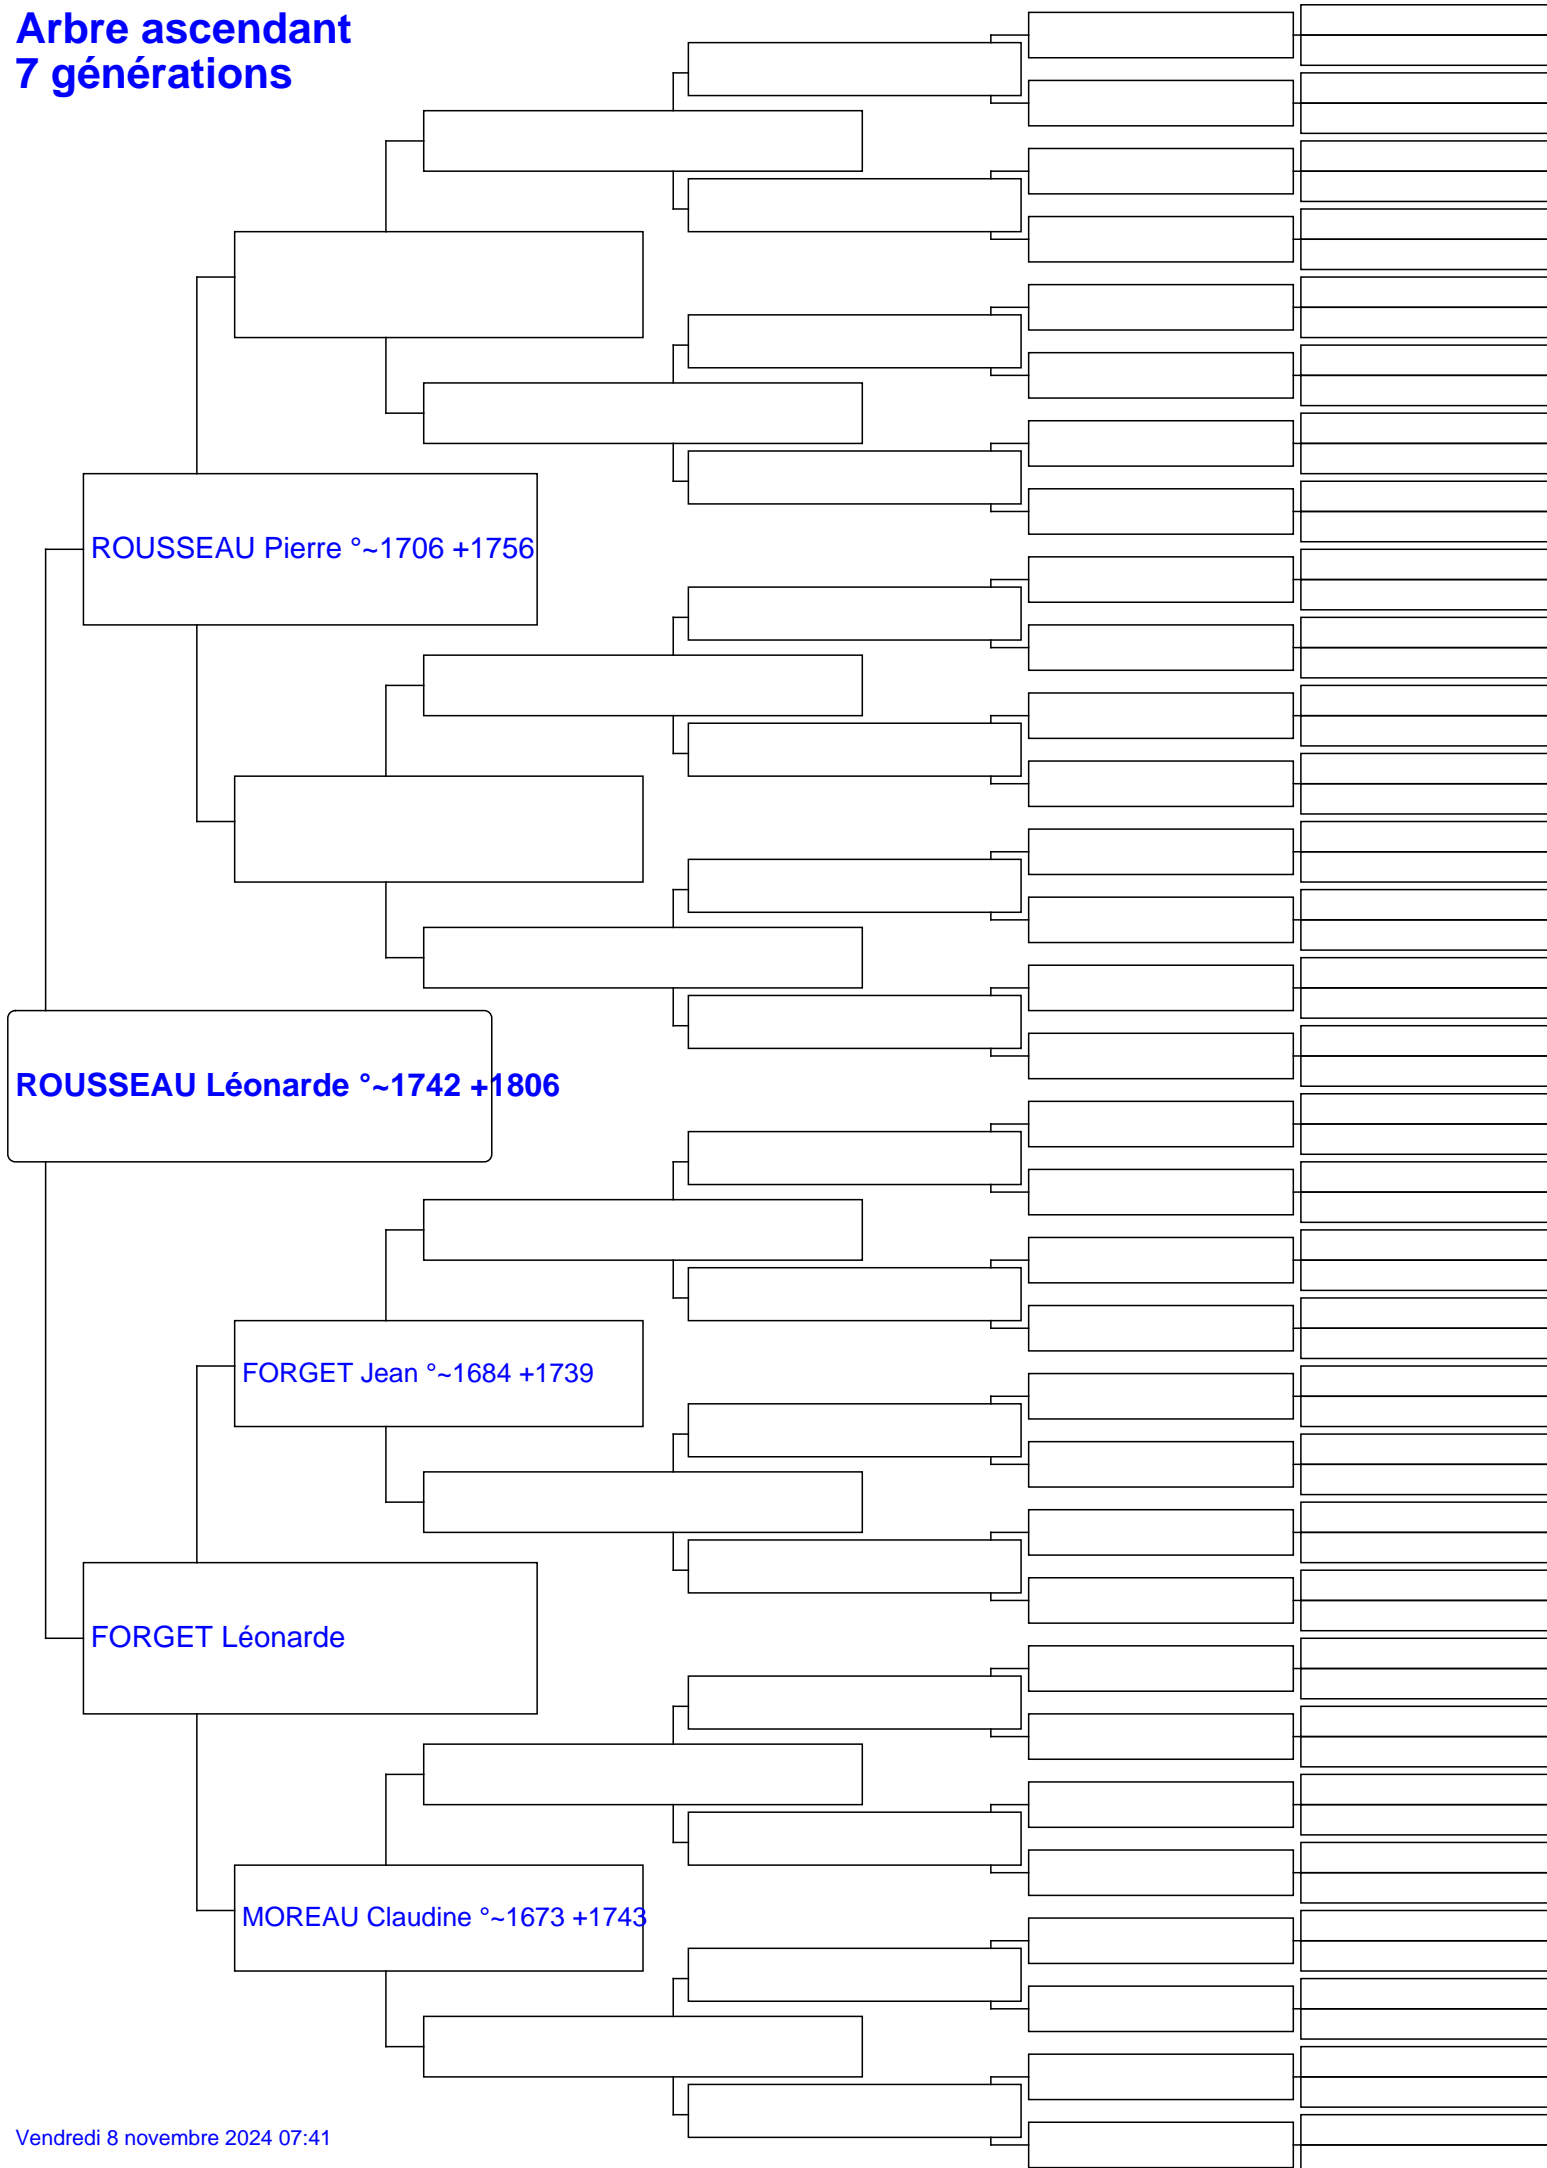 Arbre ascendant
7 générations
ROUSSEAU Pierre °~1706 +1756
ROUSSEAU Léonarde °~1742 +1806
FORGET Jean °~1684 +1739
FORGET Léonarde
MOREAU Claudine °~1673 +1743
Vendredi 8 novembre 2024 07:41